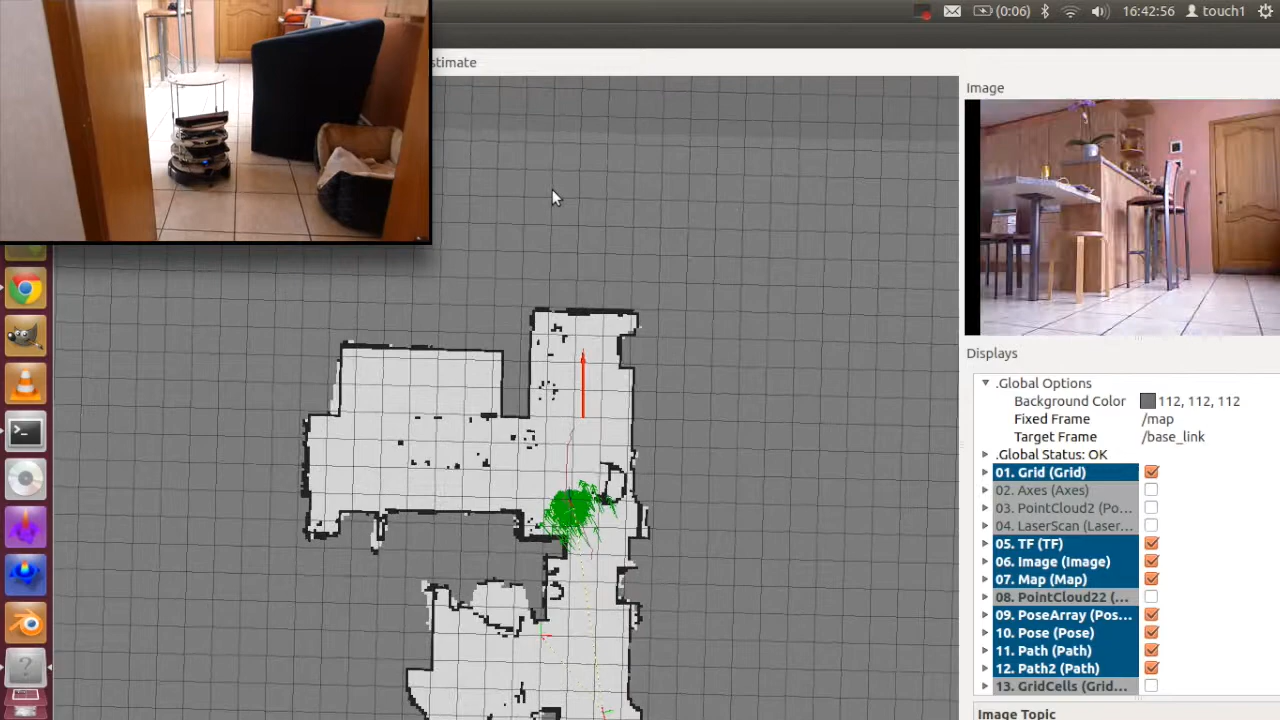 (0:06)
16:42:56
touch1
stimate
Image
Displays
.Global Options
Background Color
112, 112, 112
Fixed Frame
/map
Target Frame
/base_link
.Global Status: OK
01. Grid (Grid)
02. Axes (Axes)
03. PointCloud2 (Po...
04. LaserScan (Laser...
05. TF (TF)
06. Image (Image)
07. Map (Map)
08. PointCloud22 (...
09. PoseArray (Pos...
10. Pose (Pose)
11. Path (Path)
12. Path2 (Path)
13. GridCells (Grid...
Image Topic